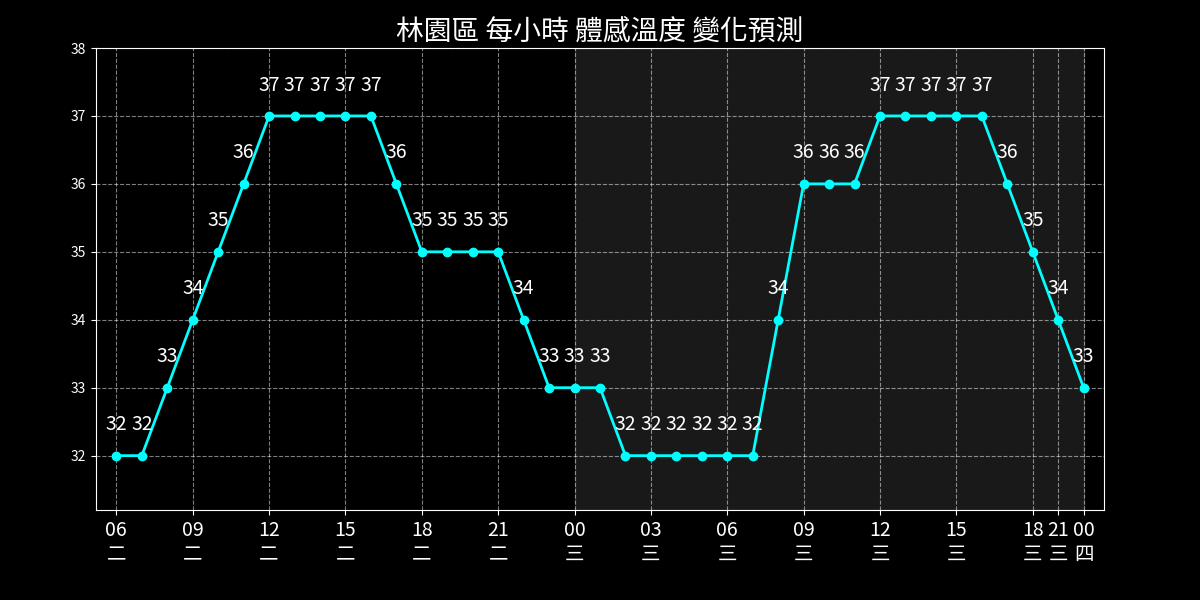 林園區 每小時 體感溫度 變化預測
38
37 37 37 37 37 37 37 37 37 37
37
36 36 36 36 36 36
36
35 35 35 35 35 35
35
34 34 34 34
34
33 33 33 33 33
33
32 32 32 32 32 32 32 32
32
06 09 12 15 18 21 00 03 06 09 12 15 18 21 00
二 二 二 二 二 二 三 三 三 三 三 三 三 三 四